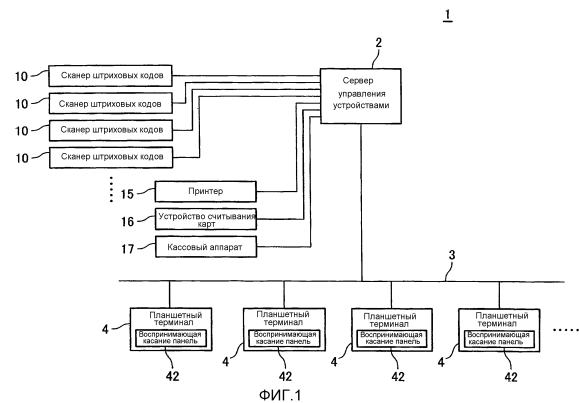 1
2
10
Сканер штриховых кодов
10
Сканер штриховых кодов
10
Сканер штриховых кодов
10
Сканер штриховых кодов
Сервер
управления
устройствами
15
Принтер
16
Устройство считывания
карт
17
Кассовый аппарат
3
4
Планшетный
терминал
Воспринимающая
касание панель
42
4
Планшетный
терминал
Воспринимающая
касание панель
42
4
Планшетный
терминал
Воспринимающая
касание панель
42
4
Планшетный
терминал
Воспринимающая
касание панель
42
ФИГ.1